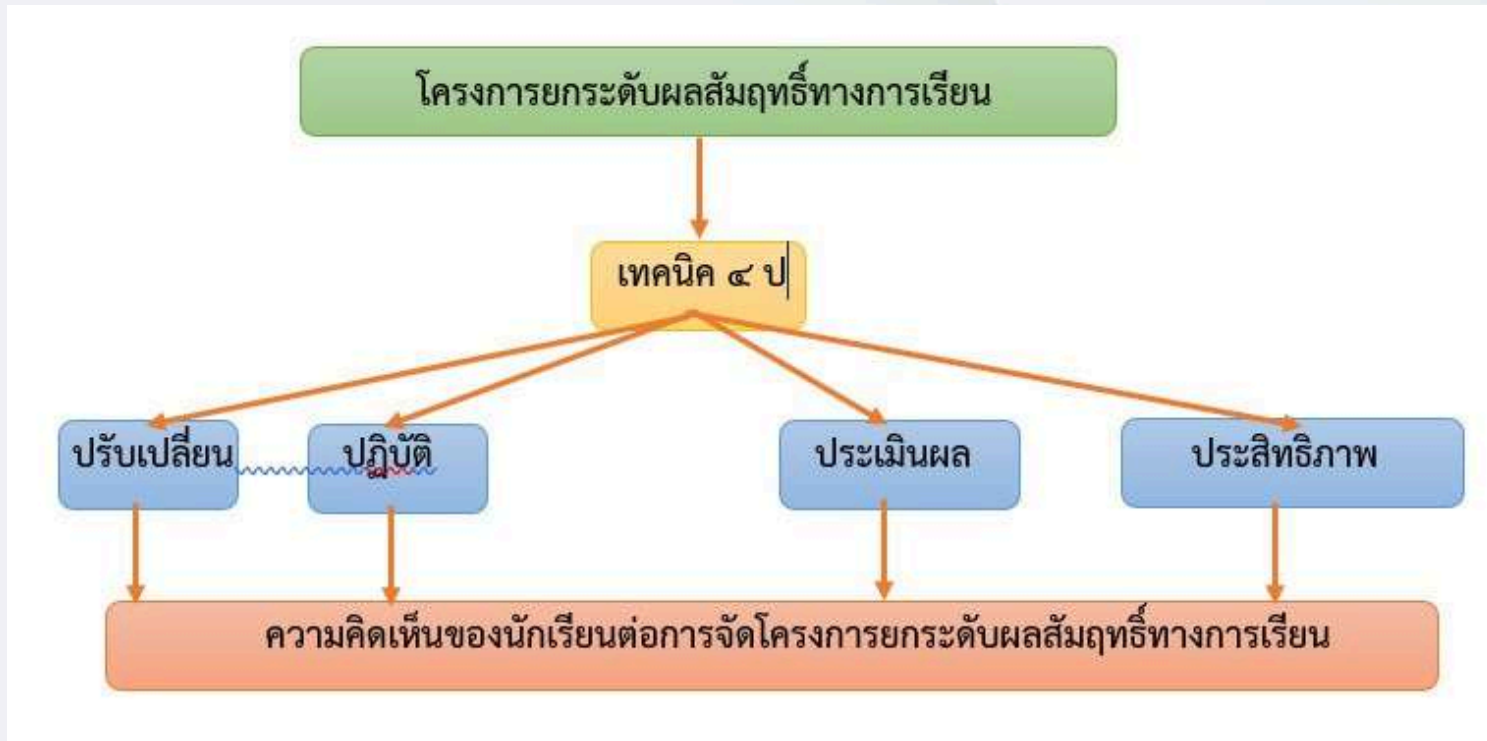 โครงการยกระดับผลสัมฤทธิ์ทางการเรียน
เทคนิค ๔ ป
ปรับเปลี่ยน
ปฏิบัติ
ประเมินผล
ประสิทธิภาพ
ความคิดเห็นของนักเรียนต่อการจัดโครงการยกระดับผลสัมฤทธิ์ทางการเรียน